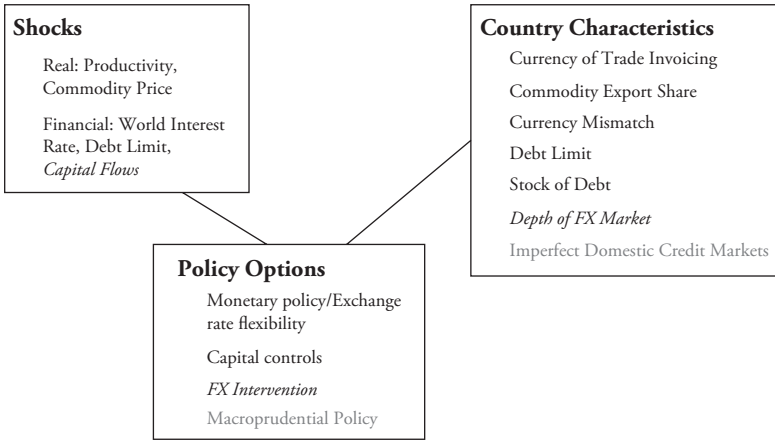 Shocks
Real: Productivity,
Commodity Price
Financial: World Interest
Rate, Debt Limit,
Capital Flows
Country Characteristics
Currency of Trade Invoicing
Commodity Export Share
Currency Mismatch
Debt Limit
Stock of Debt
Depth of FX Market
Imperfect Domestic Credit Markets
Policy Options
Monetary policy/Exchange
rate flexibility
Capital controls
FX Intervention
Macroprudential Policy